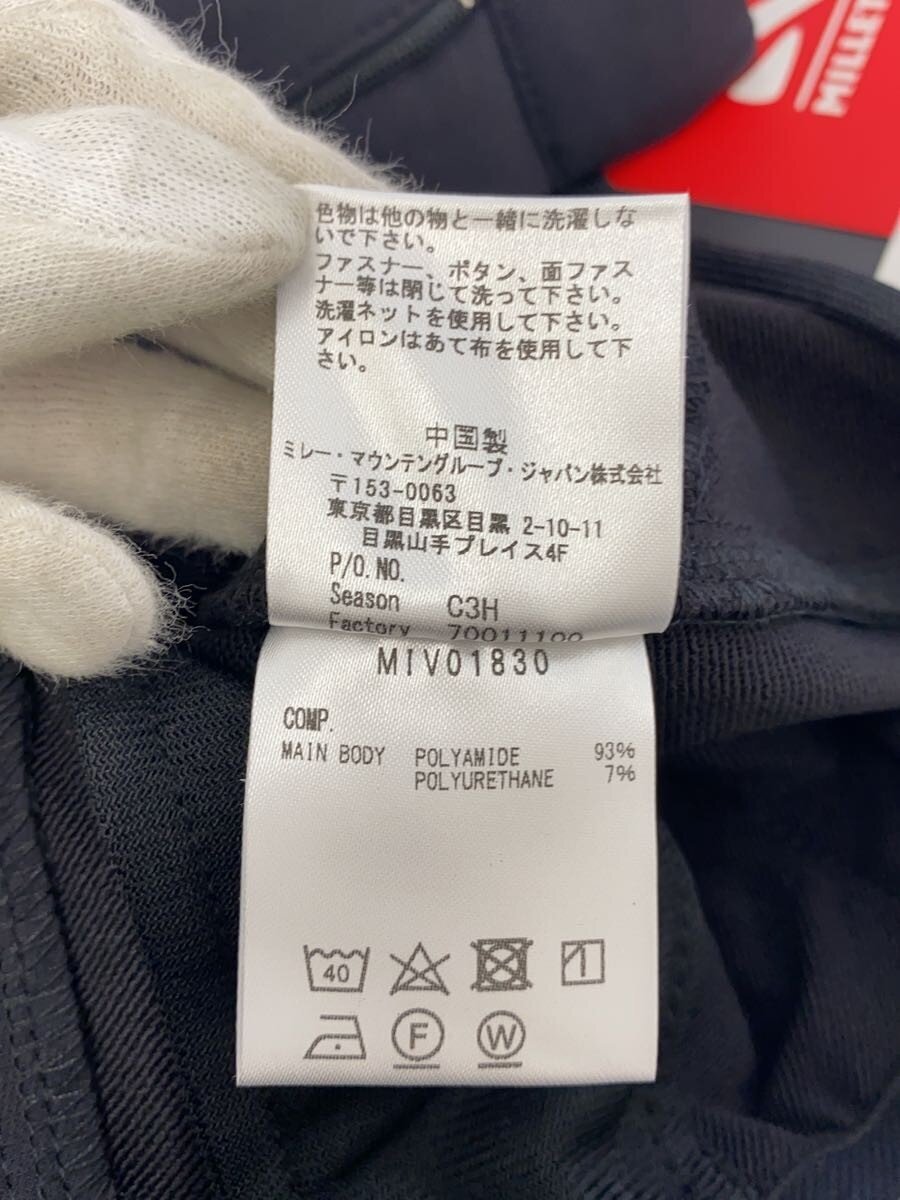 MILLET
色物は他の物と一緒に洗濯しな
いで下さい。
ファスナー、ボタン、面ファス
ナー等は閉じて洗って下さい。
洗濯ネットを使用して下さい。
アイロンはあて布を使用して下
さい。
中国製
ミレー・マウンテングループ・ジャパン株式会社
〒153-0063
東京都目黒区目黒 2-10-11
目黒山手プレイス4F
P/O.NO.
Season C3H
Factory
MIV01830
COMP.
MAIN BODY POLYAMIDE 93%
POLYURETHANE 7%
40
F W